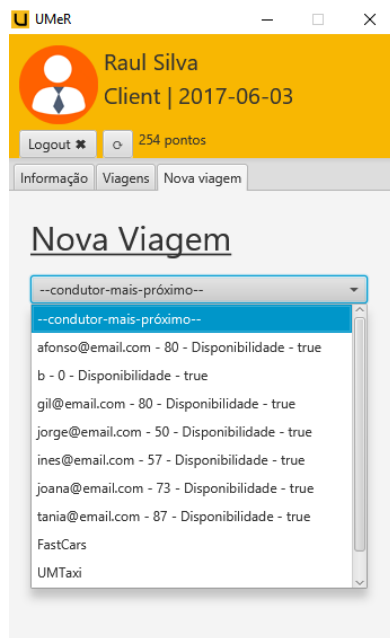 UMeR
Raul Silva
Client | 2017-06-03
Logout ✖
254 pontos
Informação Viagens Nova viagem
Nova Viagem
--condutor-mais-próximo--
--condutor-mais-próximo--
afonso@email.com - 80 - Disponibilidade - true
b - 0 - Disponibilidade - true
gil@email.com - 80 - Disponibilidade - true
jorge@email.com - 50 - Disponibilidade - true
ines@email.com - 57 - Disponibilidade - true
joana@email.com - 73 - Disponibilidade - true
tania@email.com - 87 - Disponibilidade - true
FastCars
UMTaxi